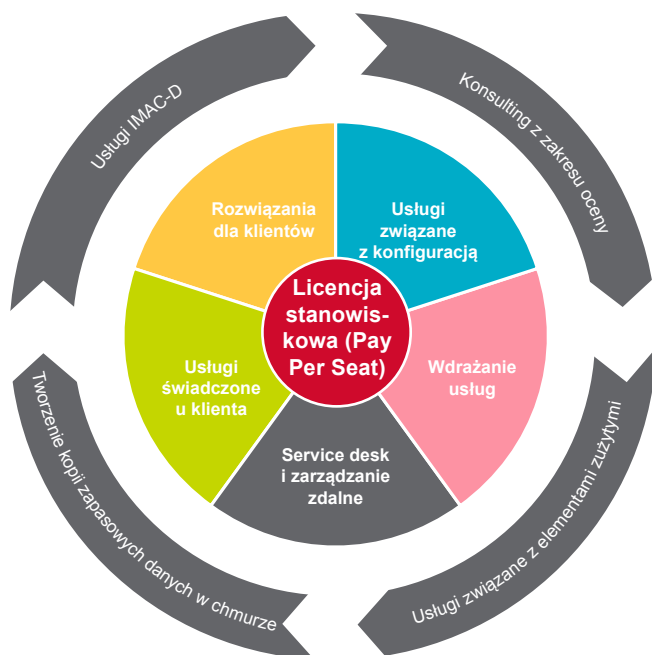 Usługi IMAC-D
Konsulting z zakresu oceny
Rozwiązania
dla klientów
Usługi
związane
z konfiguracją
Licencja
stanowis-
kowa (Pay
Per Seat)
Usługi
świadczone
u klienta
Wdrażanie
usług
Service desk
i zarządzanie
zdalne
Tworzenie kopii zapasowych danych w chmurze
Usługi związane z elementami zużytymi